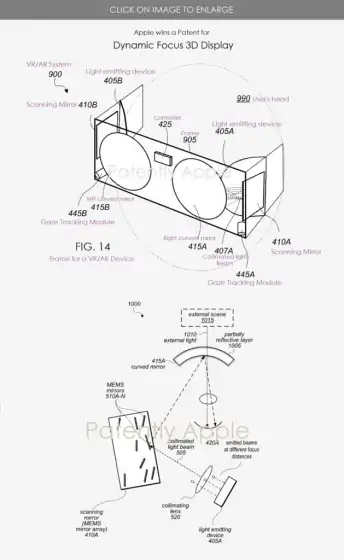 CLICK ON IMAGE TO ENLARGE
Apple wins a Patent for
Dynamic Focus 3D Display
VR/AR System
900
Light emitting device
405B
Scanning Mirror 410B
990 User's head
controller
425
Frame
905
Light emitting device
405A
Patently Apple
left curved mirror
415B
445B
Gaze Tracking Module
Right curved mirror
415A
407A
Collimated light
beams
410A
Scanning Mirror
445A
Gaze Tracking Module
FIG. 14
Frame for a VR/AR Device
1000
external scene
1015
1010
external light
partially
reflective layer
1005
415A
curved mirror
MEMS
mirrors
510A-N
420A
Patently Apple
collimated
light beam
505
emitted beams
at different focus
distances
scanning
mirror (MEMS
mirror array)
410A
collimating
lens
520
light emitting
device
405A